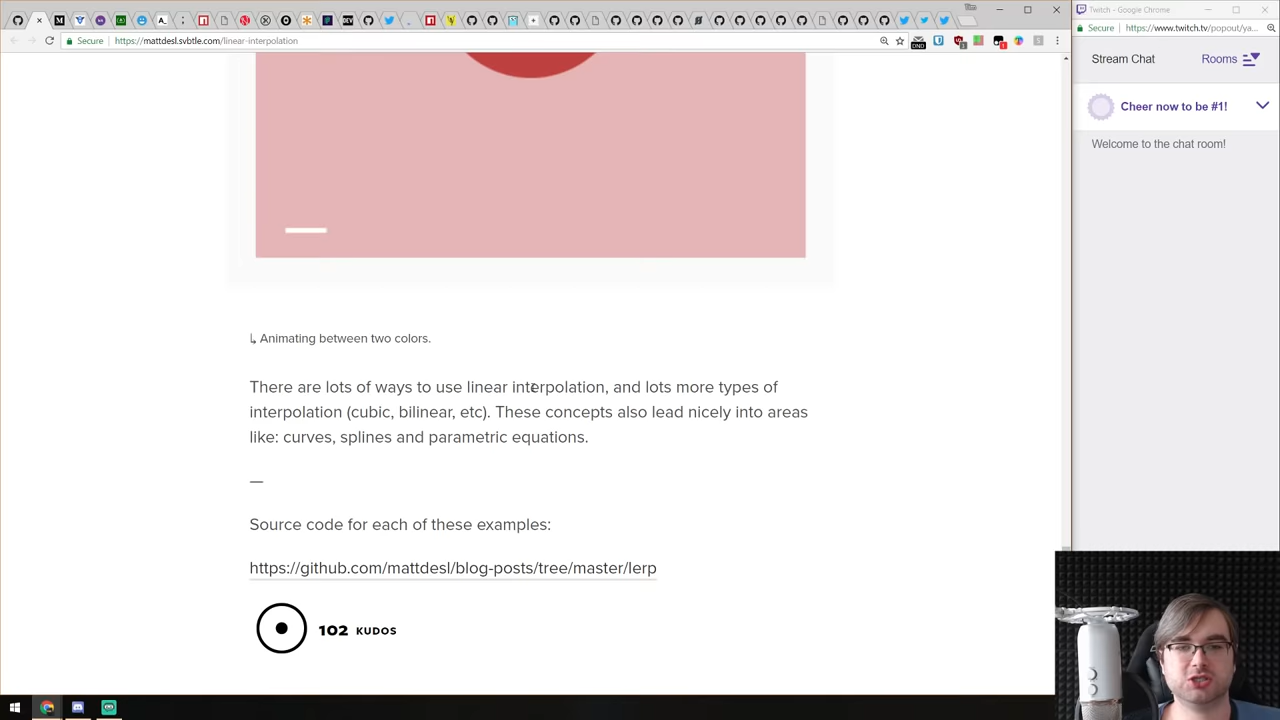 Twitch - Google Chrome
Secure
https://mattdesl.svbtle.com/linear-interpolation
Secure
https://www.twitch.tv/popout/ya...
Stream Chat
Rooms
Cheer now to be #1!
Welcome to the chat room!
↳ Animating between two colors.
There are lots of ways to use linear interpolation, and lots more types of
interpolation (cubic, bilinear, etc). These concepts also lead nicely into areas
like: curves, splines and parametric equations.
—
Source code for each of these examples:
https://github.com/mattdesl/blog-posts/tree/master/lerp
102 KUDOS